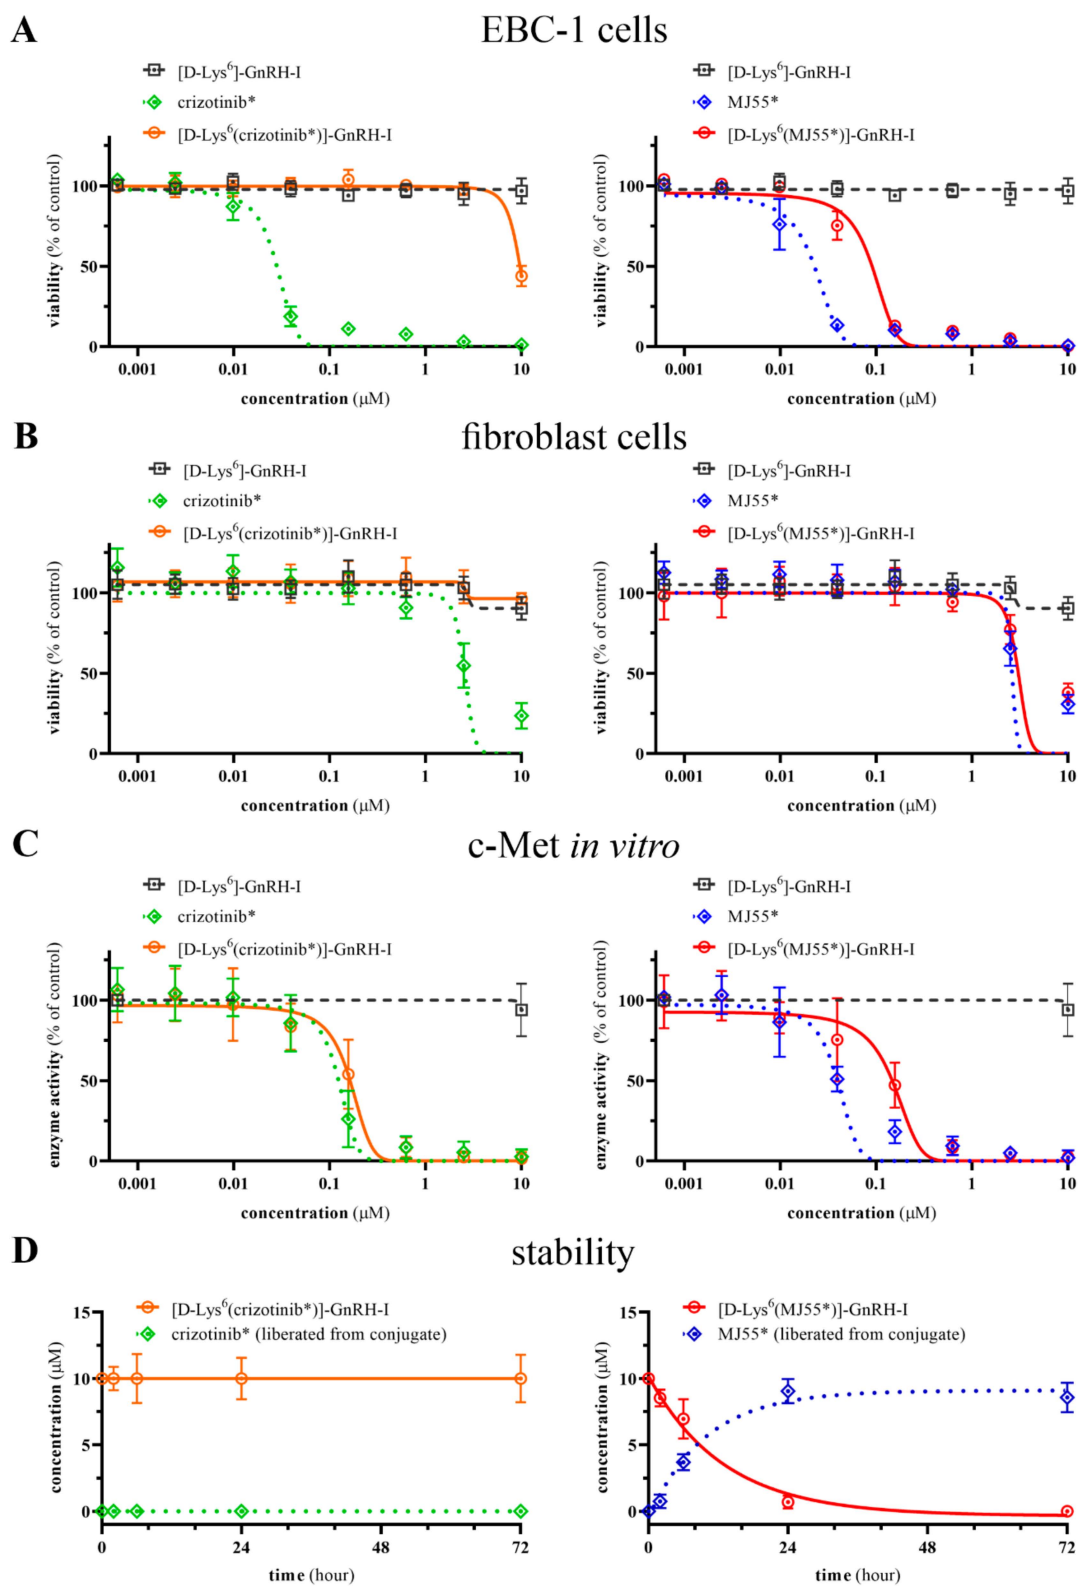 A
EBC-1 cells
[D-Lys⁶]-GnRH-I
crizotinib*
[D-Lys⁶(crizotinib*)]-GnRH-I
viability (% of control)
100
50
0
0.001
0.01
0.1
1
10
concentration (μM)
[D-Lys⁶]-GnRH-I
MJ55*
[D-Lys⁶(MJ55*)]-GnRH-I
viability (% of control)
100
50
0
0.001
0.01
0.1
1
10
concentration (μM)
B
fibroblast cells
[D-Lys⁶]-GnRH-I
crizotinib*
[D-Lys⁶(crizotinib*)]-GnRH-I
viability (% of control)
100
50
0
0.001
0.01
0.1
1
10
concentration (μM)
[D-Lys⁶]-GnRH-I
MJ55*
[D-Lys⁶(MJ55*)]-GnRH-I
viability (% of control)
100
50
0
0.001
0.01
0.1
1
10
concentration (μM)
C
c-Met in vitro
[D-Lys⁶]-GnRH-I
crizotinib*
[D-Lys⁶(crizotinib*)]-GnRH-I
enzyme activity (% of control)
100
50
0
0.001
0.01
0.1
1
10
concentration (μM)
[D-Lys⁶]-GnRH-I
MJ55*
[D-Lys⁶(MJ55*)]-GnRH-I
enzyme activity (% of control)
100
50
0
0.001
0.01
0.1
1
10
concentration (μM)
D
stability
[D-Lys⁶(crizotinib*)]-GnRH-I
crizotinib* (liberated from conjugate)
concentration (μM)
15
10
5
0
0
24
48
72
time (hour)
[D-Lys⁶(MJ55*)]-GnRH-I
MJ55* (liberated from conjugate)
concentration (μM)
15
10
5
0
0
24
48
72
time (hour)